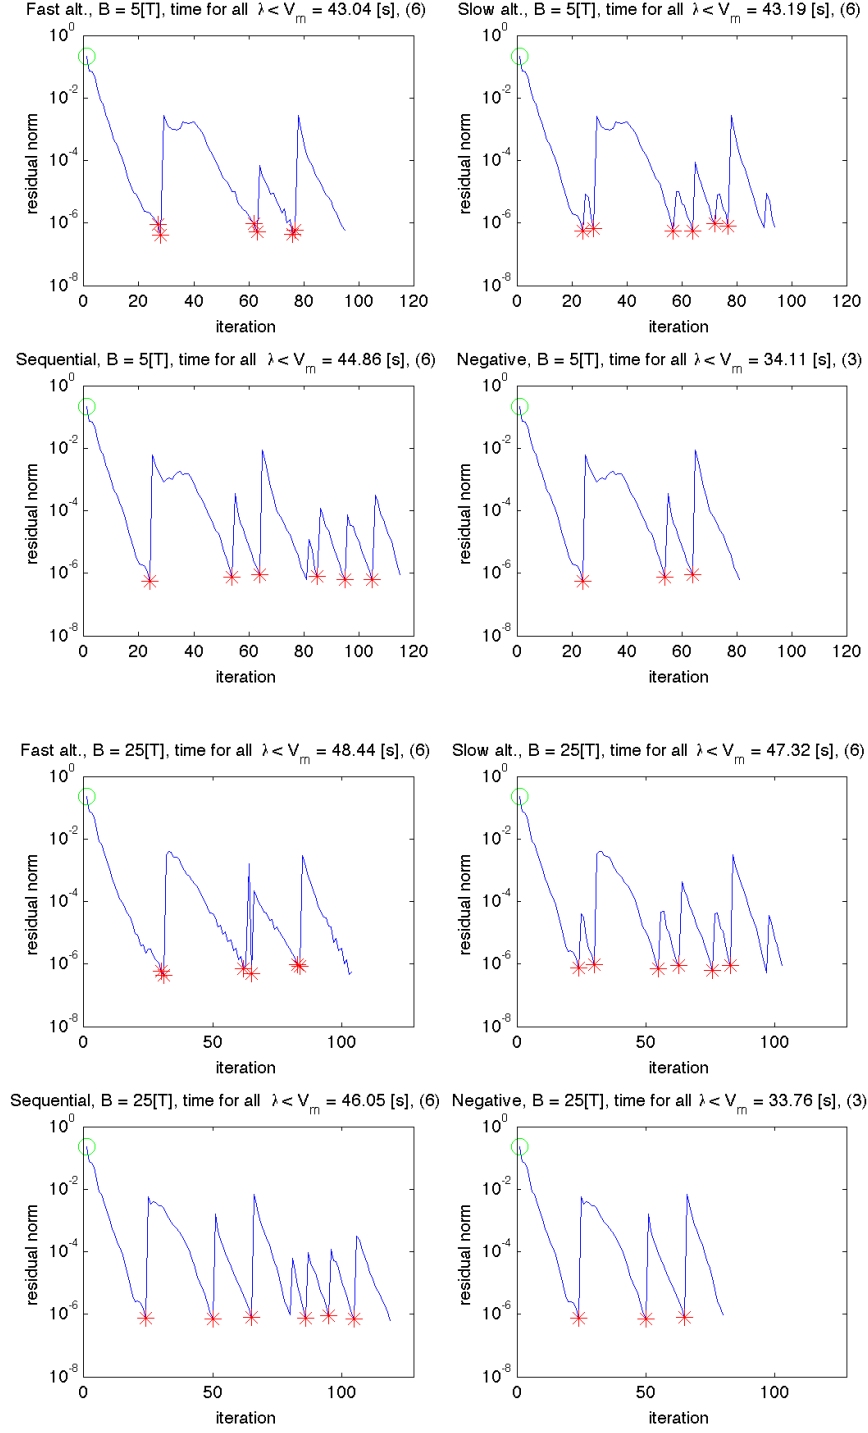 Fast alt., B = 5[T], time for all λ < V_m = 43.04 [s], (6)
10^0
10^-2
10^-4
10^-6
10^-8
residual norm
0 20 40 60 80 100 120
iteration
Slow alt., B = 5[T], time for all λ < V_m = 43.19 [s], (6)
10^0
10^-2
10^-4
10^-6
10^-8
residual norm
0 20 40 60 80 100 120
iteration
Sequential, B = 5[T], time for all λ < V_m = 44.86 [s], (6)
10^0
10^-2
10^-4
10^-6
10^-8
residual norm
0 20 40 60 80 100 120
iteration
Negative, B = 5[T], time for all λ < V_m = 34.11 [s], (3)
10^0
10^-2
10^-4
10^-6
10^-8
residual norm
0 20 40 60 80 100 120
iteration
Fast alt., B = 25[T], time for all λ < V_m = 48.44 [s], (6)
10^0
10^-2
10^-4
10^-6
10^-8
residual norm
0 50 100
iteration
Slow alt., B = 25[T], time for all λ < V_m = 47.32 [s], (6)
10^0
10^-2
10^-4
10^-6
10^-8
residual norm
0 50 100
iteration
Sequential, B = 25[T], time for all λ < V_m = 46.05 [s], (6)
10^0
10^-2
10^-4
10^-6
10^-8
residual norm
0 50 100
iteration
Negative, B = 25[T], time for all λ < V_m = 33.76 [s], (3)
10^0
10^-2
10^-4
10^-6
10^-8
residual norm
0 50 100
iteration